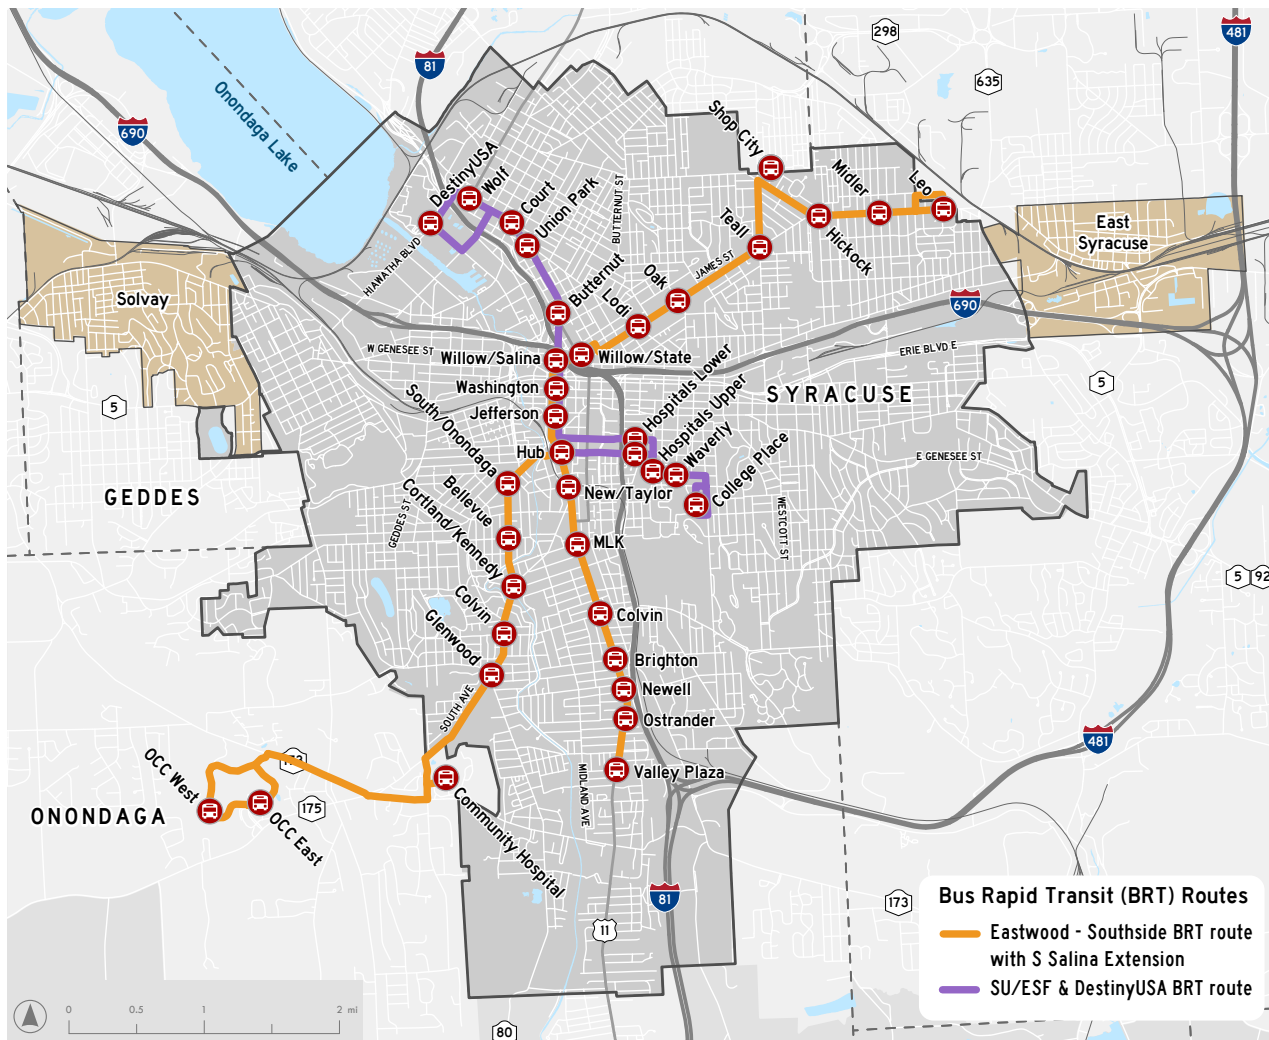 298
481
81
635
690
Onondaga Lake
Shop City
DestinyUSA
Wolf
Court
Union Park
BUTTERNUT ST
Midler
Leo
Teall
Hickock
East
Syracuse
HIAWATHA BLVD
JAMES ST
Oak
Lodi
Butternut
Solvay
690
W GENESEE ST
Willow/Salina
Willow/State
ERIE BLVD E
Washington
SYRACUSE
5
5
Jefferson
South/Onondaga
Hospitals Lower
Hospitals Upper
Waverly
College Place
Hub
E GENESEE ST
GEDDES
Bellevue
New/Taylor
GEDDES ST
Cortland/Kennedy
WESTCOTT ST
MLK
5
92
Colvin
Colvin
Glenwood
Brighton
Newell
SOUTH AVE
Ostrander
481
173
OCC West
Valley Plaza
175
ONONDAGA
OCC East
MIDLAND AVE
Community Hospital
81
173
11
80
Bus Rapid Transit (BRT) Routes
Eastwood - Southside BRT route
with S Salina Extension
SU/ESF & DestinyUSA BRT route
0 0.5 1 2 mi